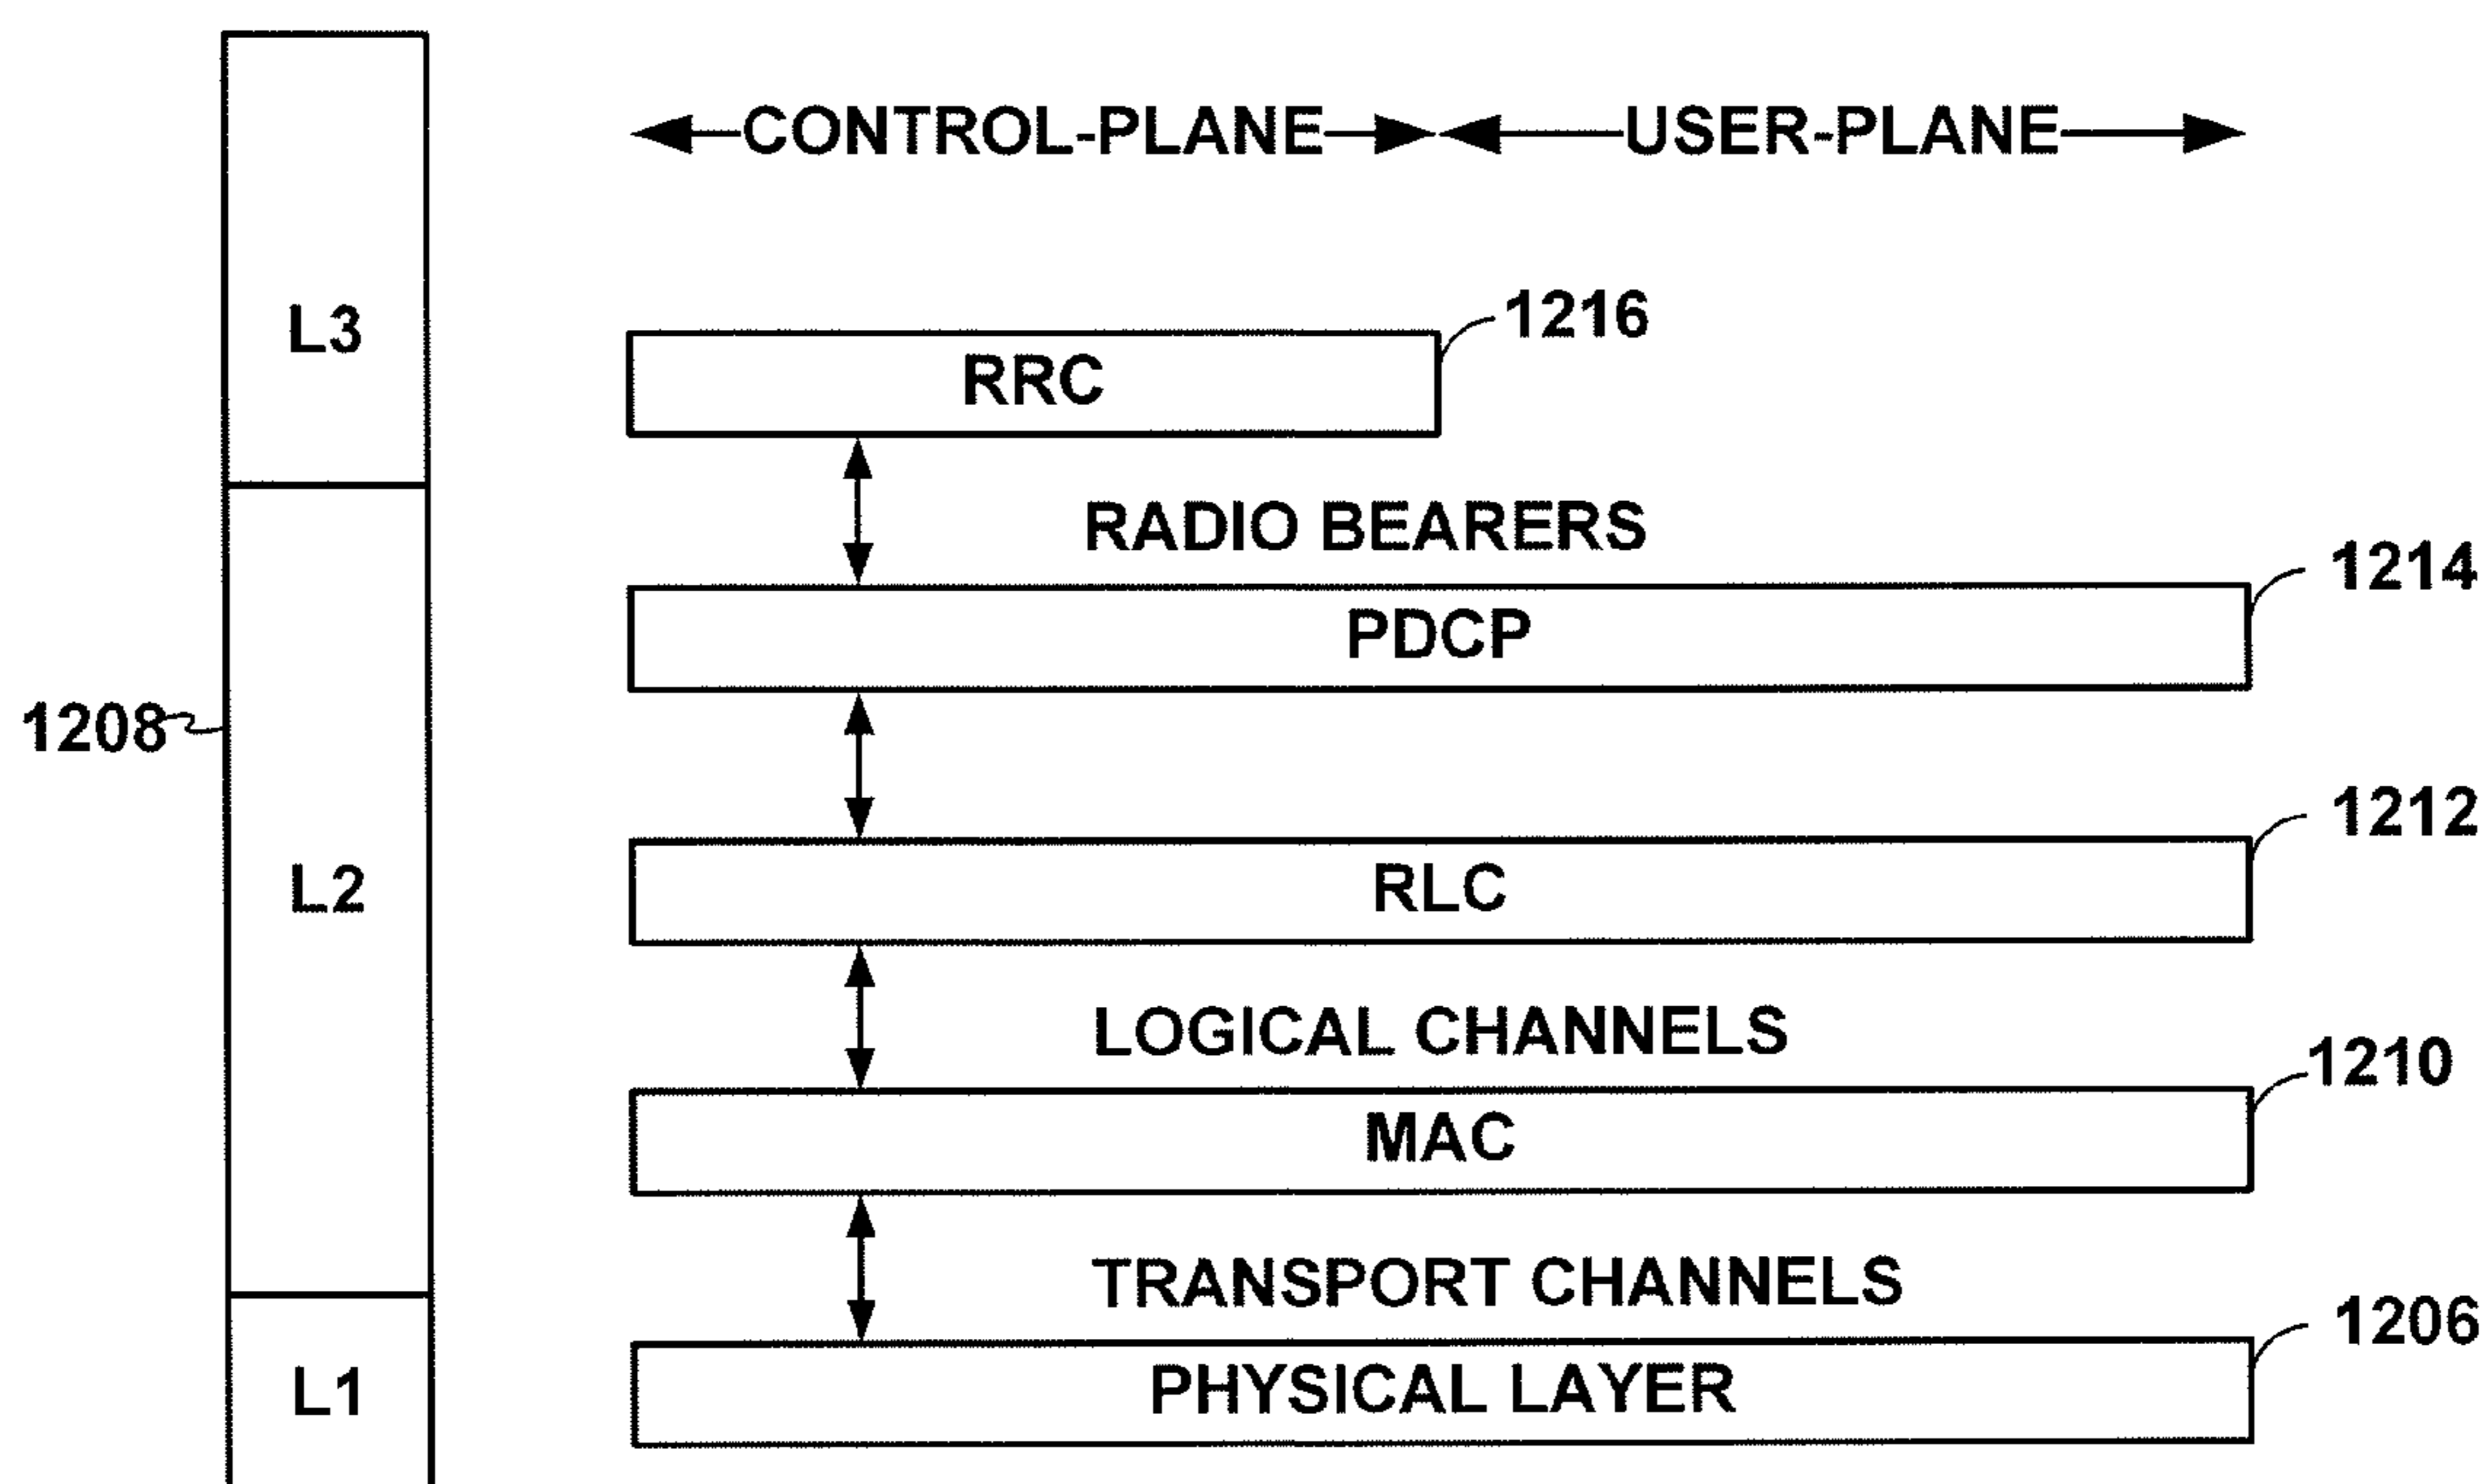 CONTROL-PLANE USER-PLANE
1216
L3
RRC
RADIO BEARERS
1214
PDCP
1208
1212
L2
RLC
LOGICAL CHANNELS
1210
MAC
TRANSPORT CHANNELS
1206
L1
PHYSICAL LAYER